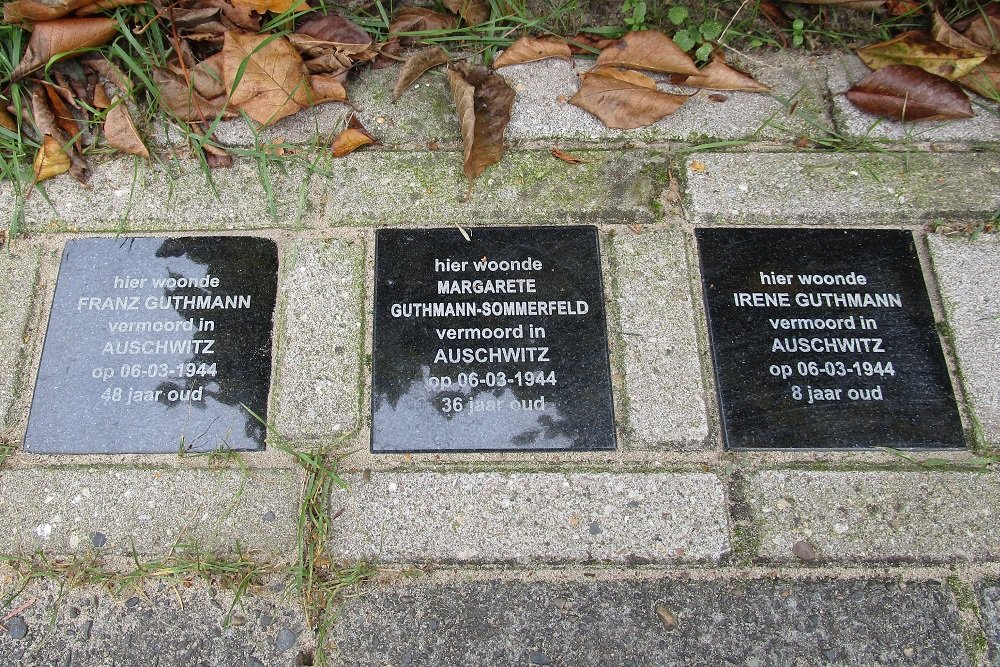 hier woonde
FRANZ GUTHMANN
vermoord in
AUSCHWITZ
op 06-03-1944
48 jaar oud
hier woonde
MARGARETE
GUTHMANN-SOMMERFELD
vermoord in
AUSCHWITZ
op 06-03-1944
36 jaar oud
hier woonde
IRENE GUTHMANN
vermoord in
AUSCHWITZ
op 06-03-1944
8 jaar oud